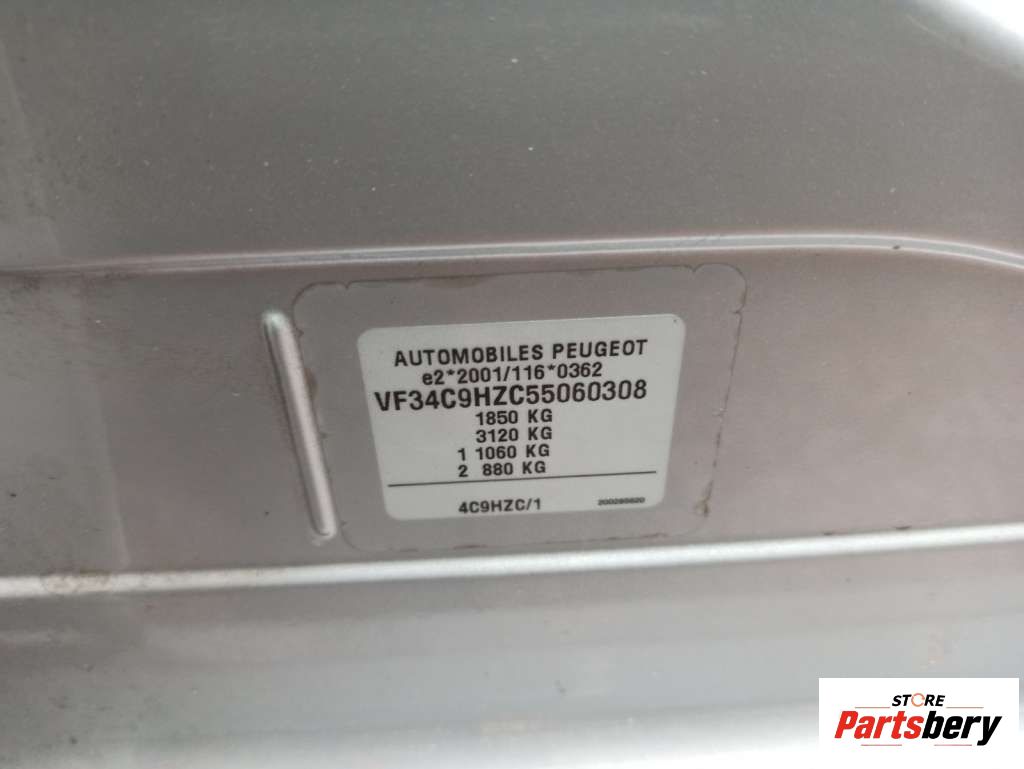 AUTOMOBILES PEUGEOT
e2*2001/116*0362
VF34C9HZC55060308
1850 KG
3120 KG
1 1060 KG
2 880 KG
4C9HZC/1
STORE
Partsbery